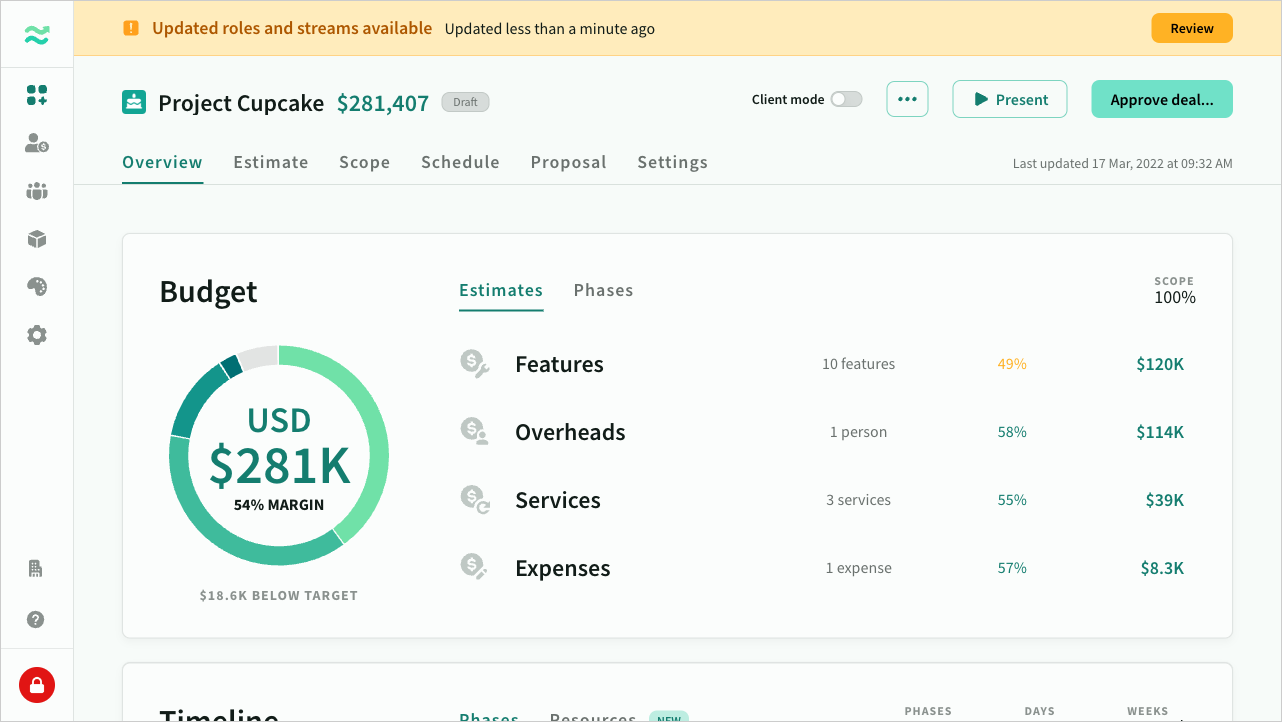 Updated roles and streams available Updated less than a minute ago Review
Project Cupcake $281,407 Draft Client mode ••• Present Approve deal...
Overview Estimate Scope Schedule Proposal Settings Last updated 17 Mar, 2022 at 09:32 AM
Budget Estimates Phases SCOPE
100%
USD
$281K
54% MARGIN
$18.6K BELOW TARGET
Features 10 features 49% $120K
Overheads 1 person 58% $114K
Services 3 services 55% $39K
Expenses 1 expense 57% $8.3K
Timeline Phases Resources NEW PHASES DAYS WEEKS